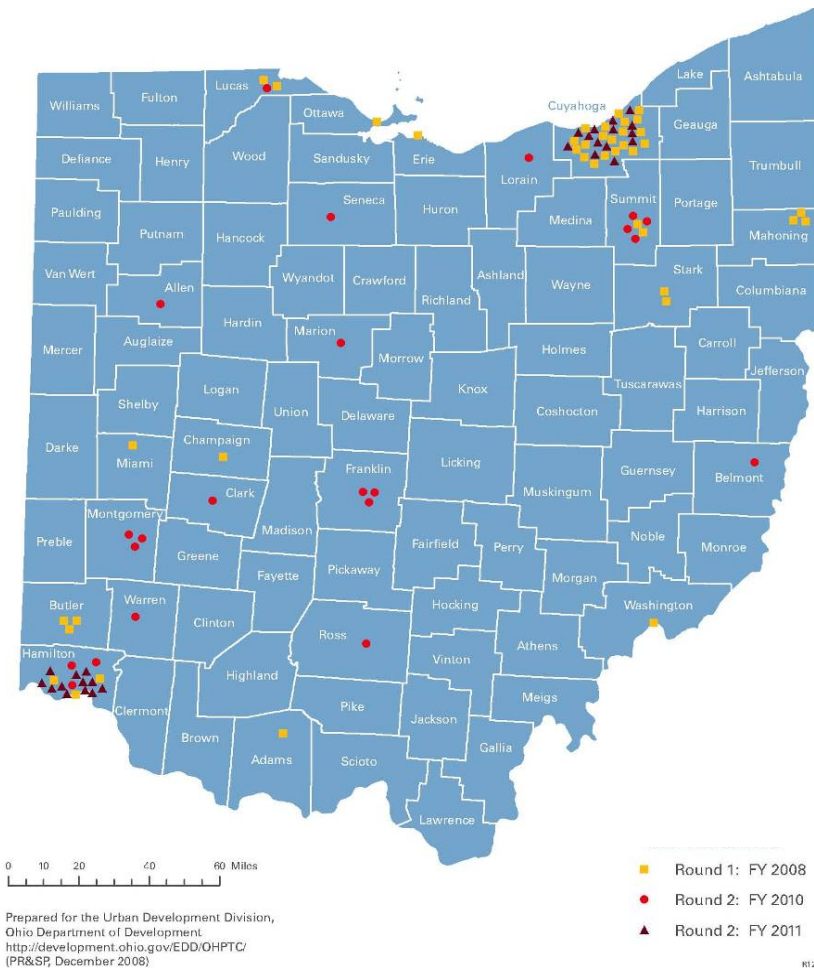 Lake
Ashtabula
Lucas
Fulton
Williams
Ottawa
Cuyahoga
Geauga
Wood
Defiance
Henry
Sandusky
Erie
Trumbull
Lorain
Seneca
Huron
Medina
Summit
Portage
Paulding
Putnam
Hancock
Mahoning
Van Wert
Allen
Wyandot
Crawford
Ashland
Wayne
Stark
Columbiana
Richland
Hardin
Marion
Mercer
Auglaize
Morrow
Holmes
Carroll
Jefferson
Tuscarawas
Logan
Union
Knox
Shelby
Delaware
Coshocton
Harrison
Champaign
Darke
Miami
Franklin
Licking
Guernsey
Belmont
Clark
Muskingum
Montgomery
Madison
Noble
Preble
Greene
Fairfield
Perry
Monroe
Fayette
Pickaway
Morgan
Butler
Warren
Clinton
Hocking
Washington
Ross
Athens
Hamilton
Vinton
Highland
Clermont
Meigs
Pike
Jackson
Brown
Gallia
Adams
Scioto
Lawrence
0 10 20 40 60 Miles
Round 1: FY 2008
Round 2: FY 2010
Round 2: FY 2011
Prepared for the Urban Development Division,
Ohio Department of Development
http://development.ohio.gov/EDD/OHPTC/
(PR&SP, December 2008)
R12